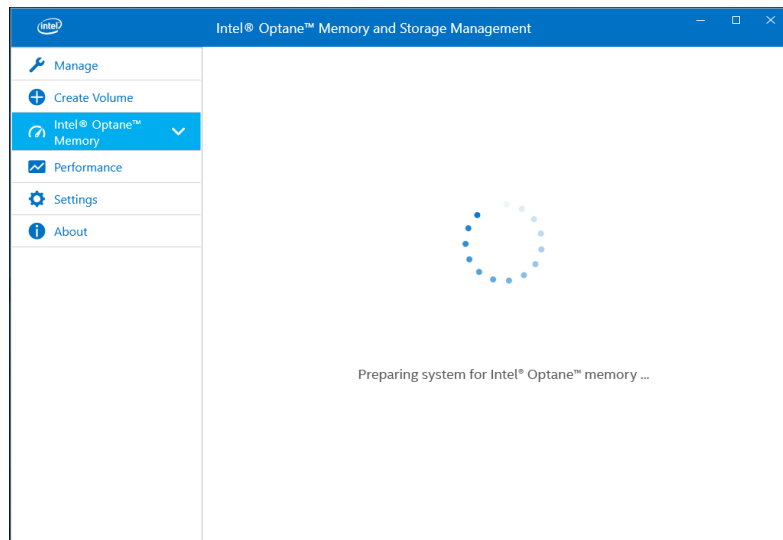 intel
Intel® Optane™ Memory and Storage Management
Manage
Create Volume
Intel® Optane™
Memory
Performance
Settings
About
Preparing system for Intel® Optane™ memory ...